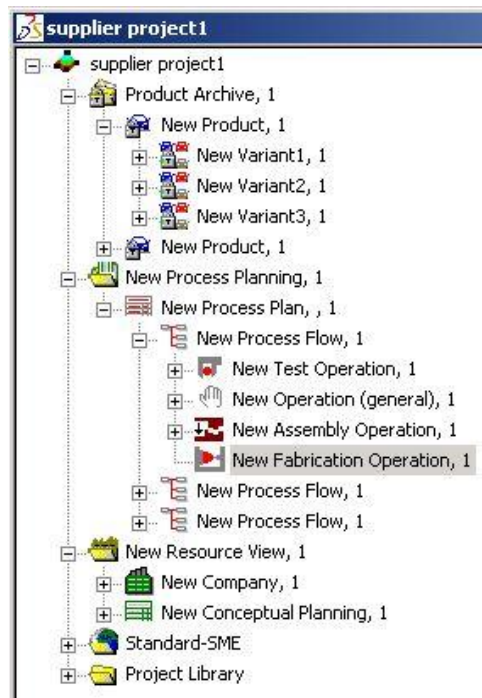 supplier project1
supplier project1
Product Archive, 1
New Product, 1
New Variant1, 1
New Variant2, 1
New Variant3, 1
New Product, 1
New Process Planning, 1
New Process Plan, , 1
New Process Flow, 1
New Test Operation, 1
New Operation (general), 1
New Assembly Operation, 1
New Fabrication Operation, 1
New Process Flow, 1
New Process Flow, 1
New Resource View, 1
New Company, 1
New Conceptual Planning, 1
Standard-SME
Project Library